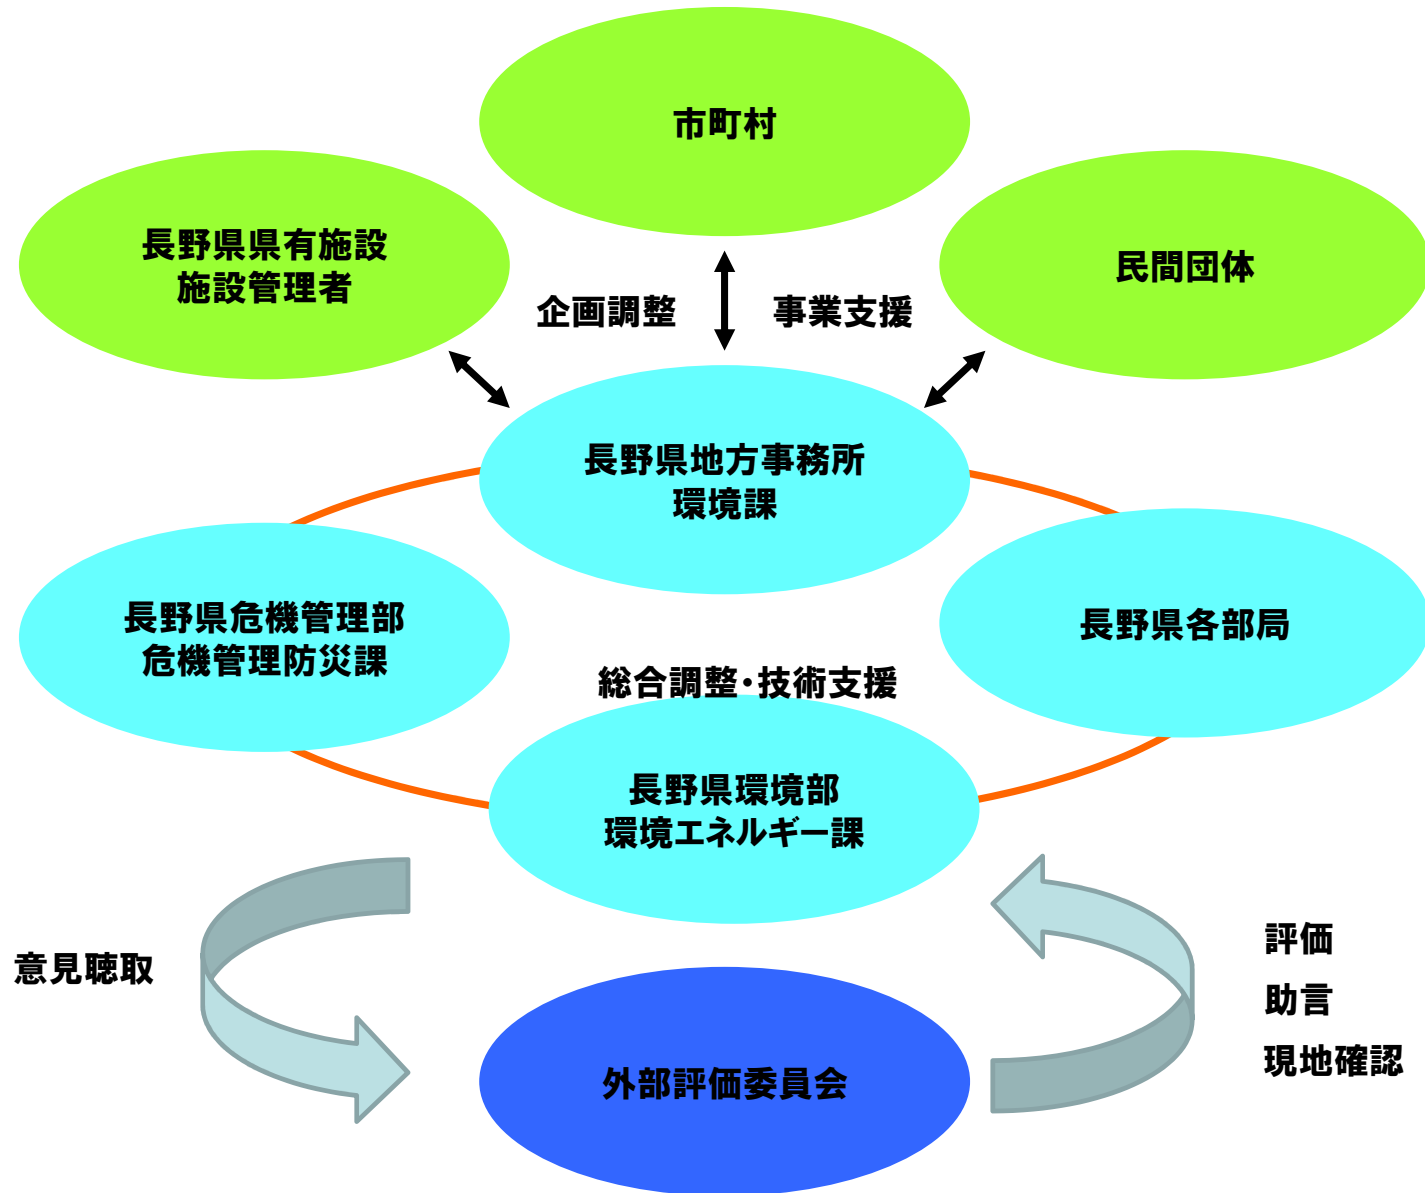 市町村
長野県県有施設
施設管理者
民間団体
企画調整
事業支援
長野県地方事務所
環境課
長野県危機管理部
危機管理防災課
長野県各部局
総合調整・技術支援
長野県環境部
環境エネルギー課
意見聴取
評価
助言
現地確認
外部評価委員会